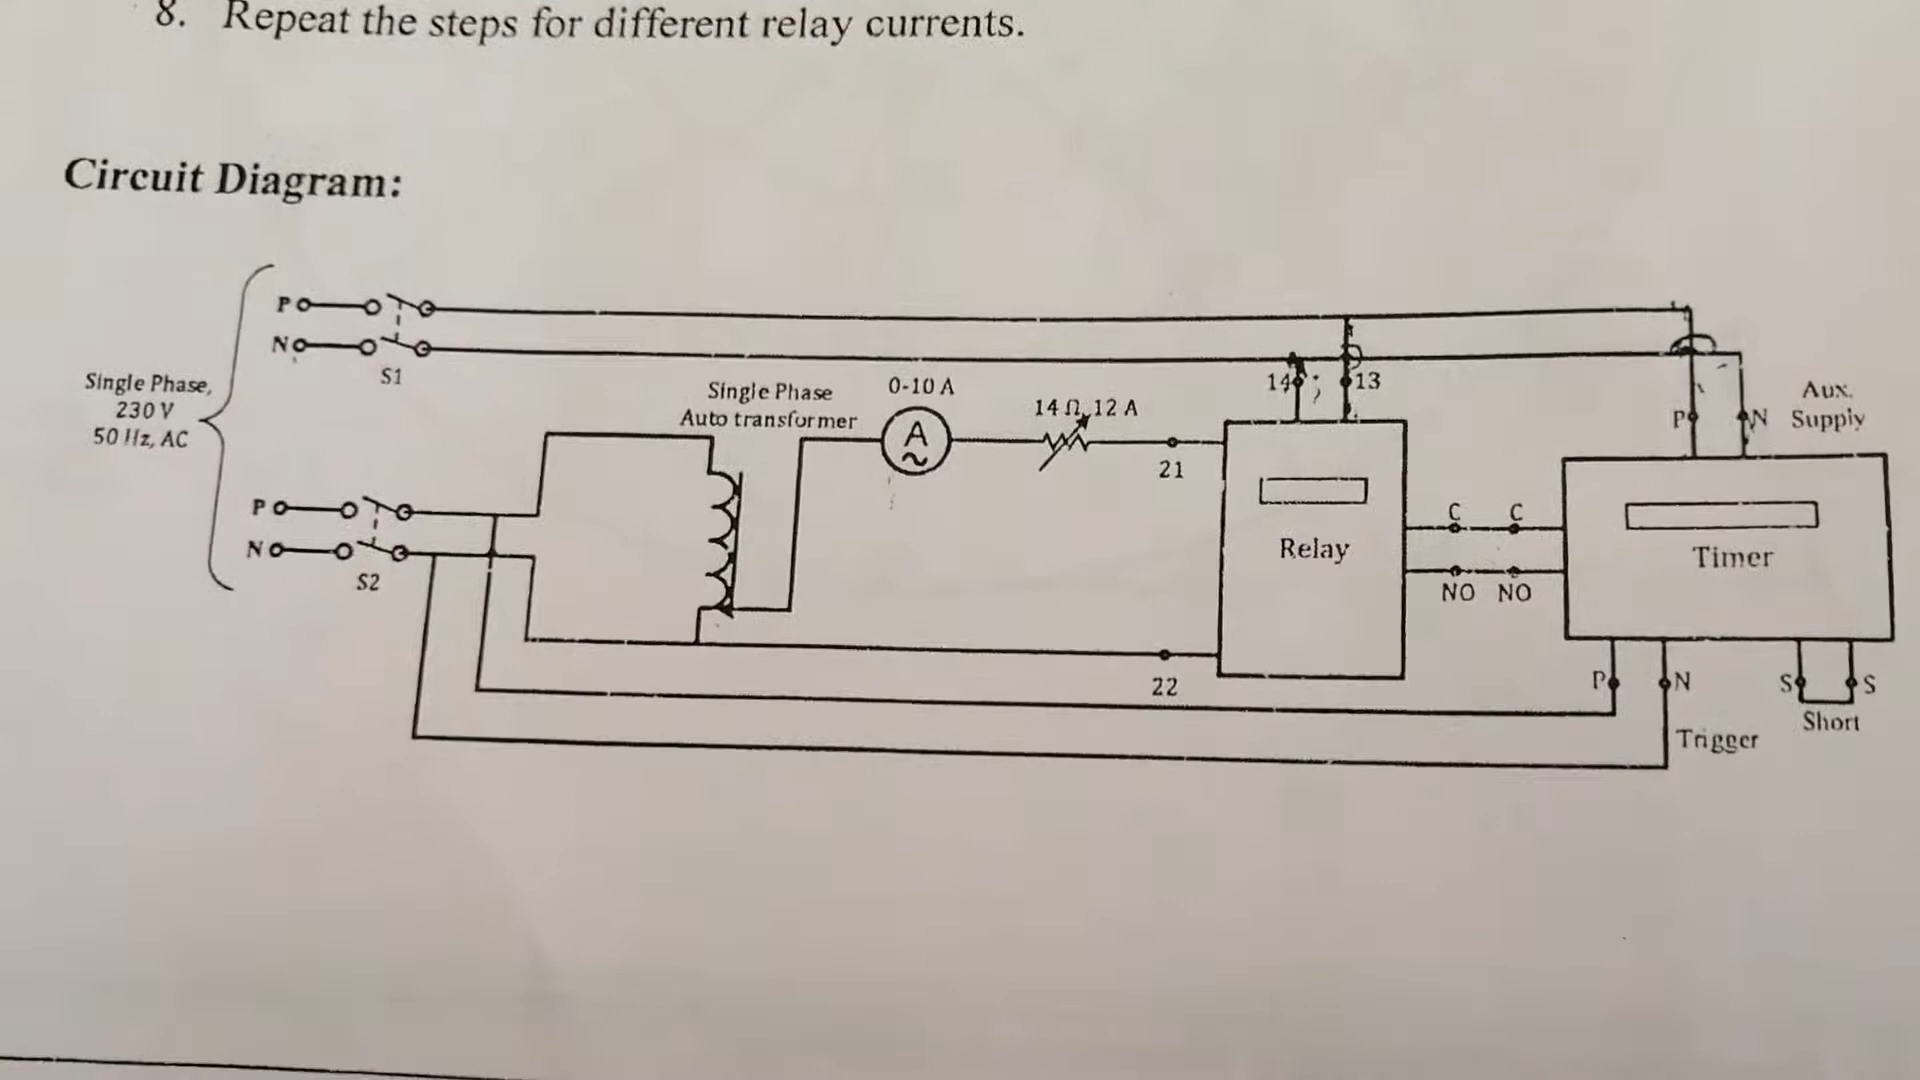 8. Repeat the steps for different relay currents.
Circuit Diagram:
P
N
S1
Single Phase,
230 V
50 Hz, AC
P
N
S2
Single Phase
Auto transformer
0-10 A
A
14 Ω, 12 A
21
22
14
13
Relay
C C
NO NO
P N
Aux.
Supply
Timer
P N
Trigger
S S
Short